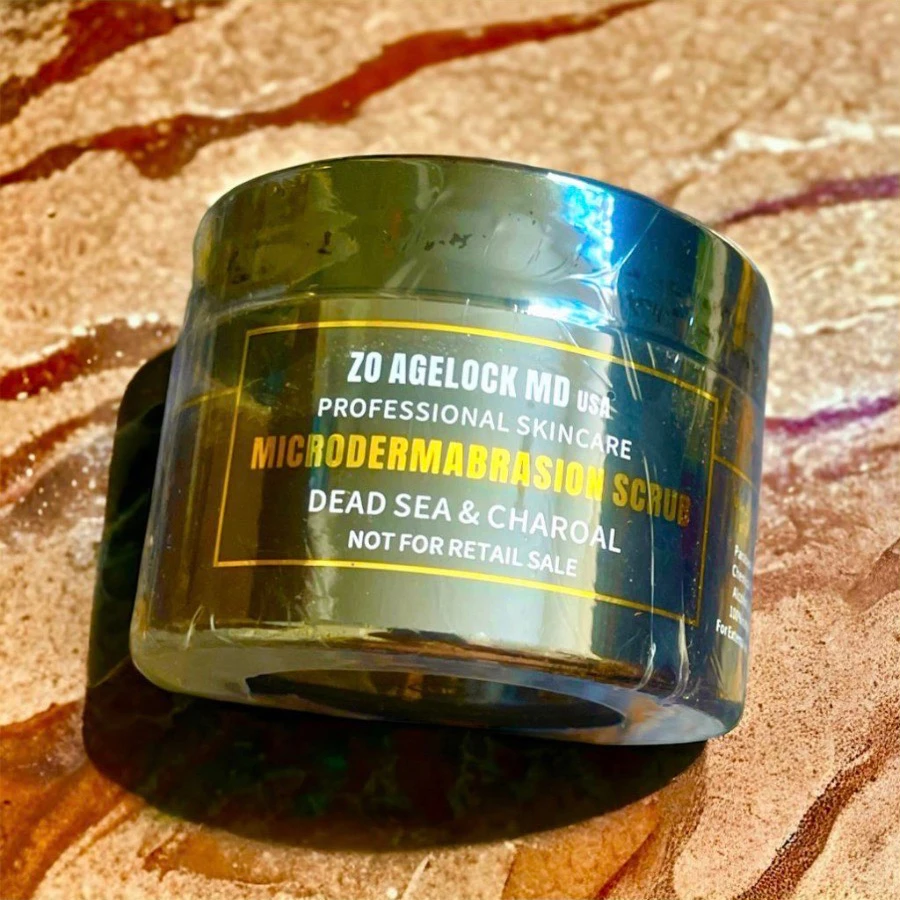 ZO AGELOCK MD USA
PROFESSIONAL SKINCARE
MICRODERMABRASION SCRUB
DEAD SEA & CHAROAL
NOT FOR RETAIL SALE